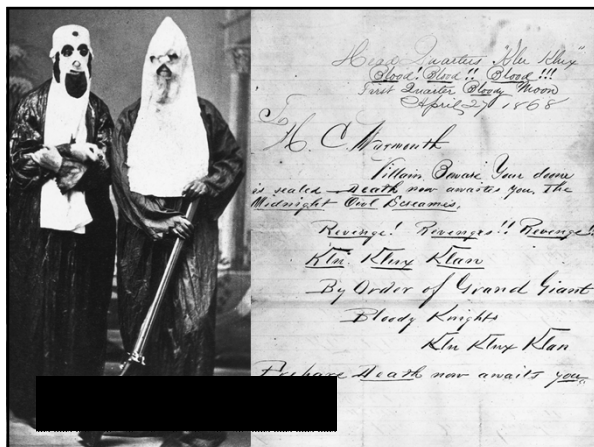 Head Quarters "Klu Klux"
Blood! Blood!! Blood!!!
First Quarter Bloody Moon
April 27 1868
To
H. C. Warmouth
Villain, Beware Your doom
is sealed Death now awaits you. The
Midnight Owl Screams.
Revenge! Revenge!! Revenge!!
Klu. Klux Klan
By Order of Grand Giant
Bloody Knights
Klu Klux Klan
Prepare Death now awaits you.